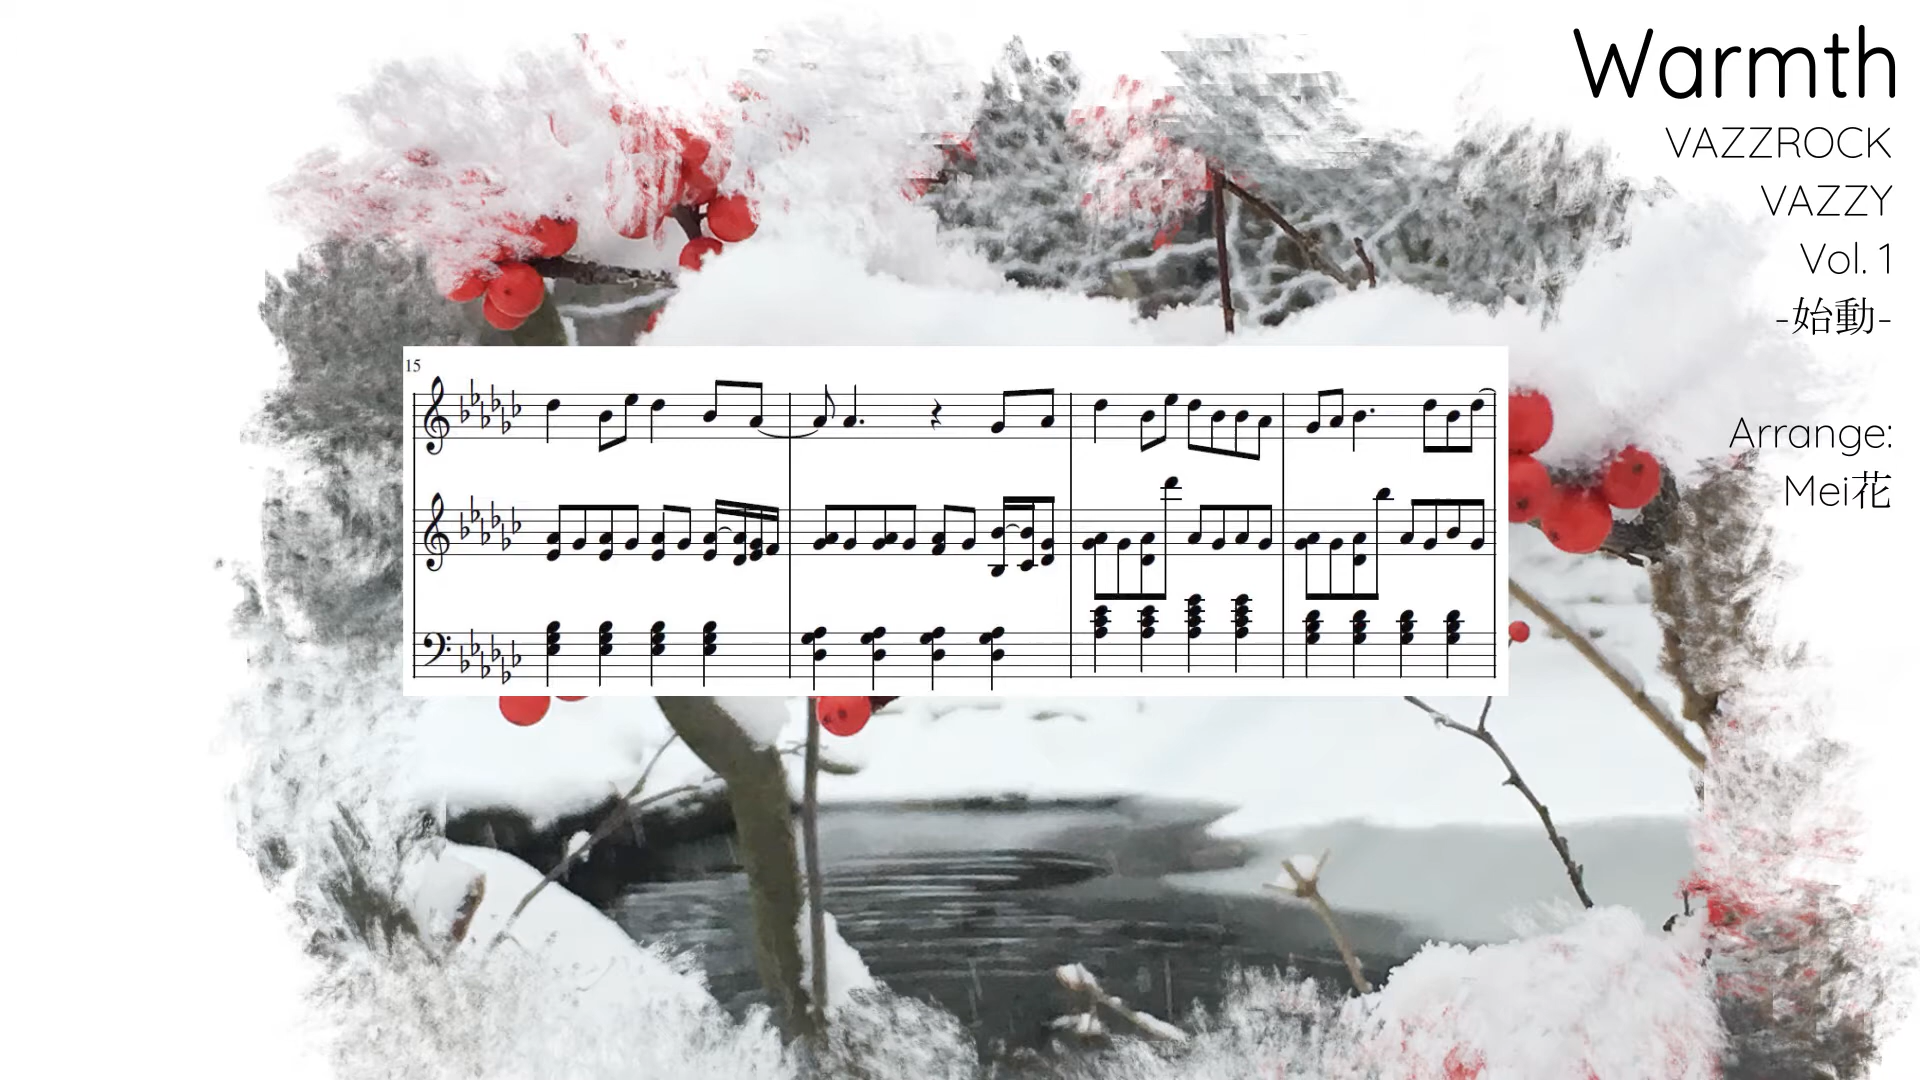 Warmth
VAZZROCK
VAZZY
Vol. 1
-始動-
15
Arrange:
Mei花